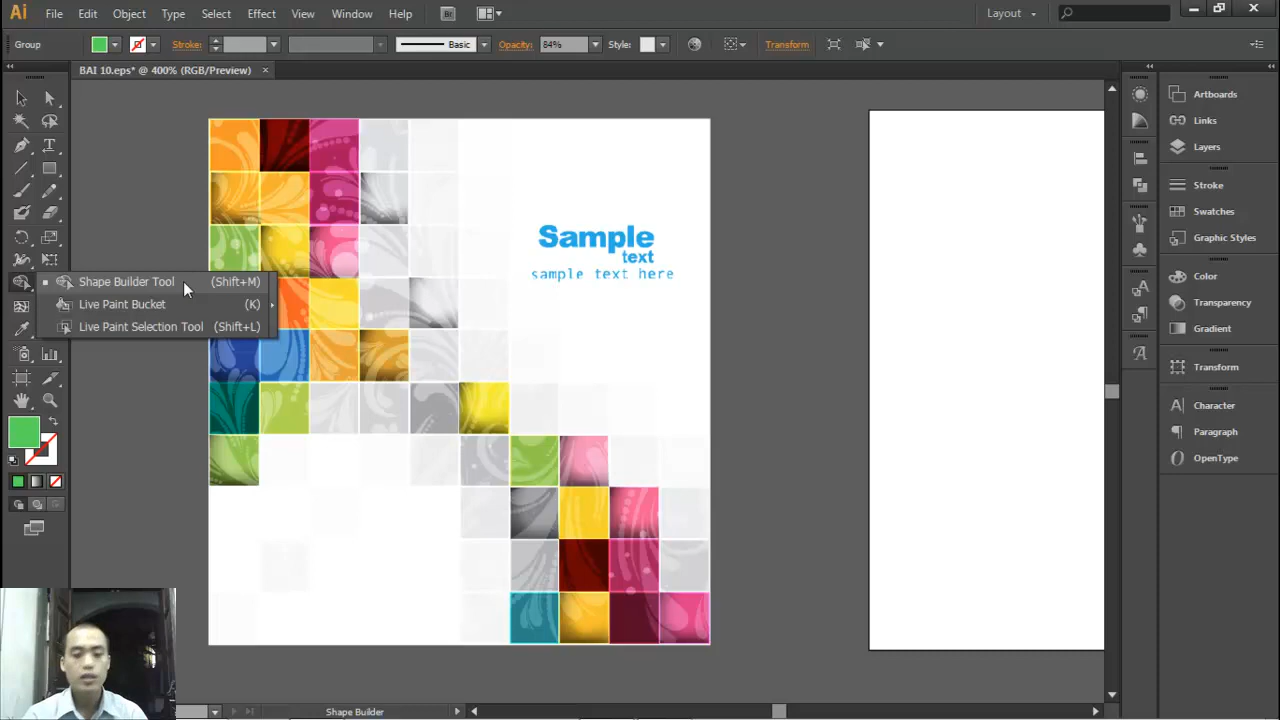 Ai File Edit Object Type Select Effect View Window Help Br Layout
Group Stroke: Basic Opacity: 84% Style: Transform
BAI 10.eps* @ 400% (RGB/Preview) ×
Artboards
Links
Layers
Stroke
Swatches
Graphic Styles
Color
Transparency
Gradient
Transform
Character
Paragraph
OpenType
Shape Builder Tool (Shift+M)
Live Paint Bucket (K)
Live Paint Selection Tool (Shift+L)
Sample
text
sample text here
Shape Builder